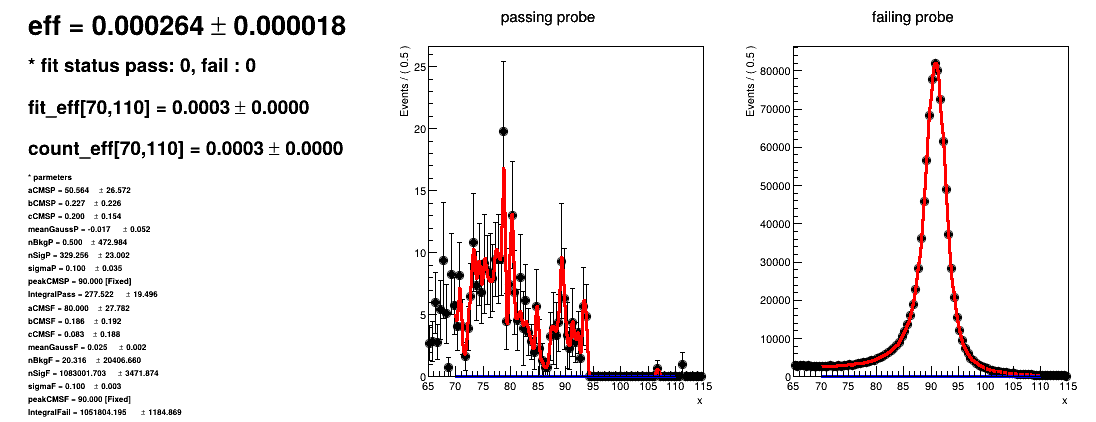 eff = 0.000264 ± 0.000018
* fit status pass: 0, fail : 0
fit_eff[70,110] = 0.0003 ± 0.0000
count_eff[70,110] = 0.0003 ± 0.0000
* parmeters
aCMSP = 50.564 ± 26.572
bCMSP = 0.227 ± 0.226
cCMSP = 0.200 ± 0.154
meanGaussP = -0.017 ± 0.052
nBkgP = 0.500 ± 472.984
nSigP = 329.256 ± 23.002
sigmaP = 0.100 ± 0.035
peakCMSP = 90.000 [Fixed]
IntegralPass = 277.522 ± 19.496
aCMSF = 80.000 ± 27.782
bCMSF = 0.186 ± 0.192
cCMSF = 0.083 ± 0.188
meanGaussF = 0.025 ± 0.002
nBkgF = 20.316 ± 20406.660
nSigF = 1083001.703 ± 3471.874
sigmaF = 0.100 ± 0.003
peakCMSF = 90.000 [Fixed]
IntegralFail = 1051804.195 ± 1184.869
passing probe
Events / ( 0.5 )
25
20
15
10
5
0
65 70 75 80 85 90 95 100 105 110 115
x
failing probe
Events / ( 0.5 )
80000
70000
60000
50000
40000
30000
20000
10000
0
65 70 75 80 85 90 95 100 105 110 115
x